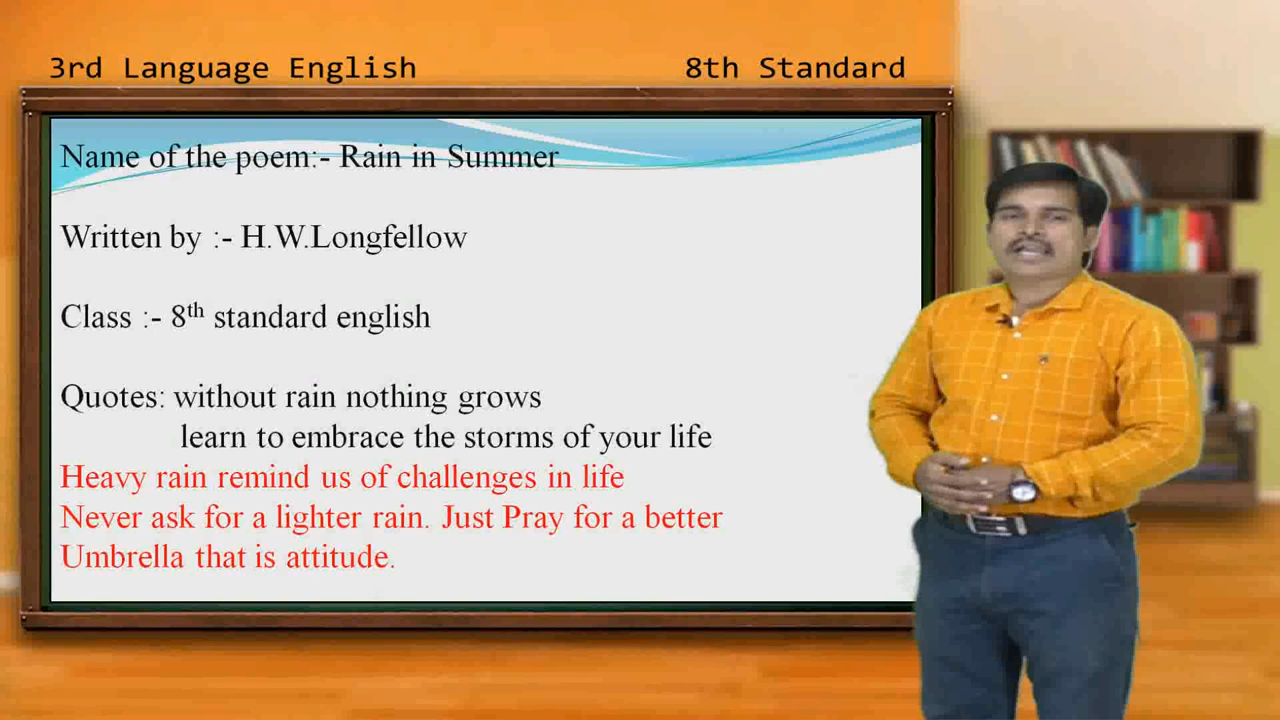 3rd Language English
8th Standard
Name of the poem:- Rain in Summer
Written by :- H.W.Longfellow
Class :- 8th standard english
Quotes: without rain nothing grows
learn to embrace the storms of your life
Heavy rain remind us of challenges in life
Never ask for a lighter rain. Just Pray for a better
Umbrella that is attitude.